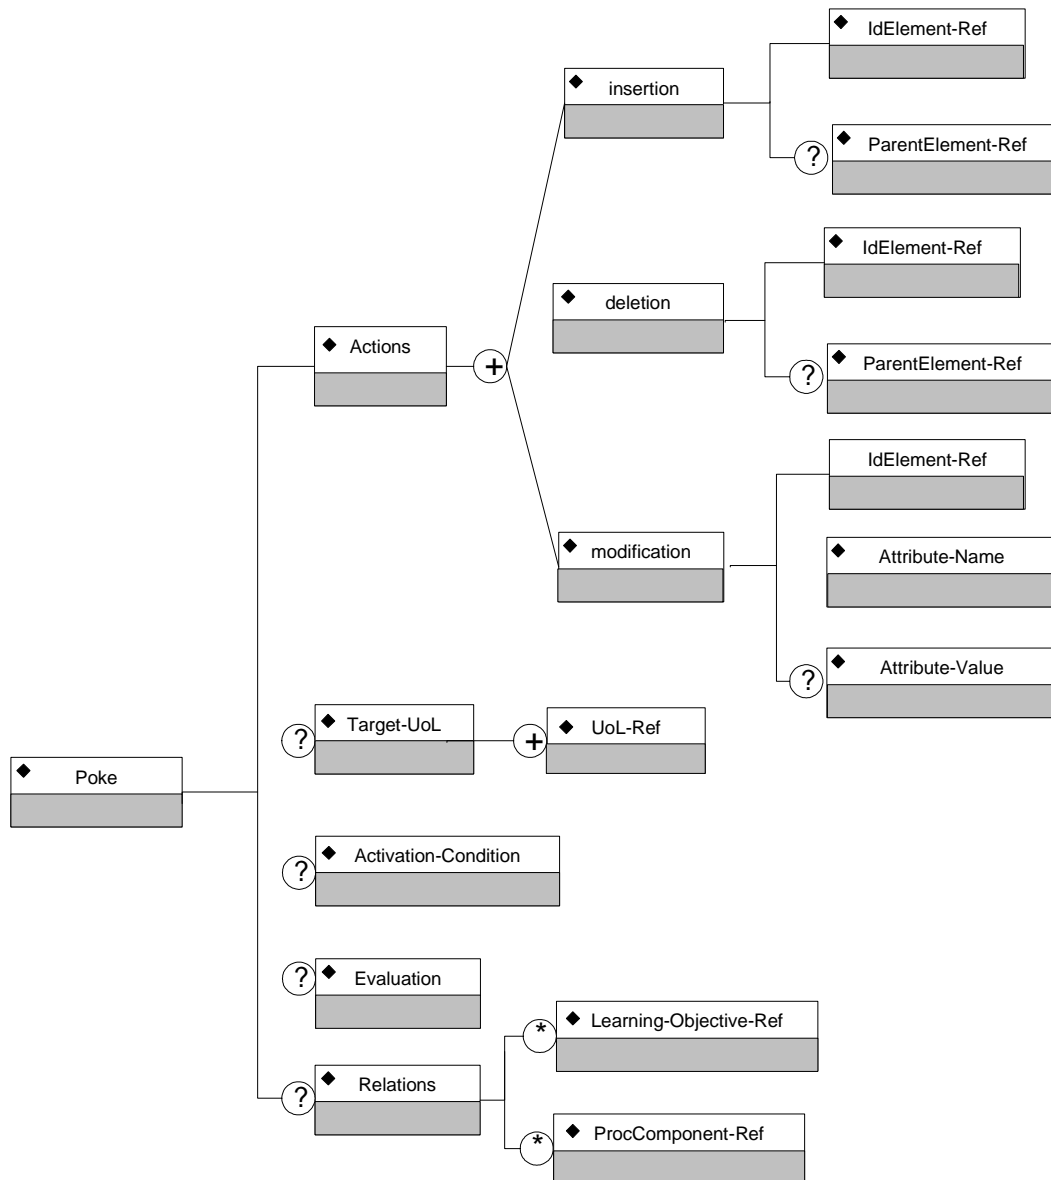 IdElement-Ref
insertion
? ParentElement-Ref
IdElement-Ref
deletion
Actions
+
? ParentElement-Ref
IdElement-Ref
modification
Attribute-Name
? Attribute-Value
? Target-UoL
+ UoL-Ref
Poke
? Activation-Condition
? Evaluation
* Learning-Objective-Ref
? Relations
* ProcComponent-Ref